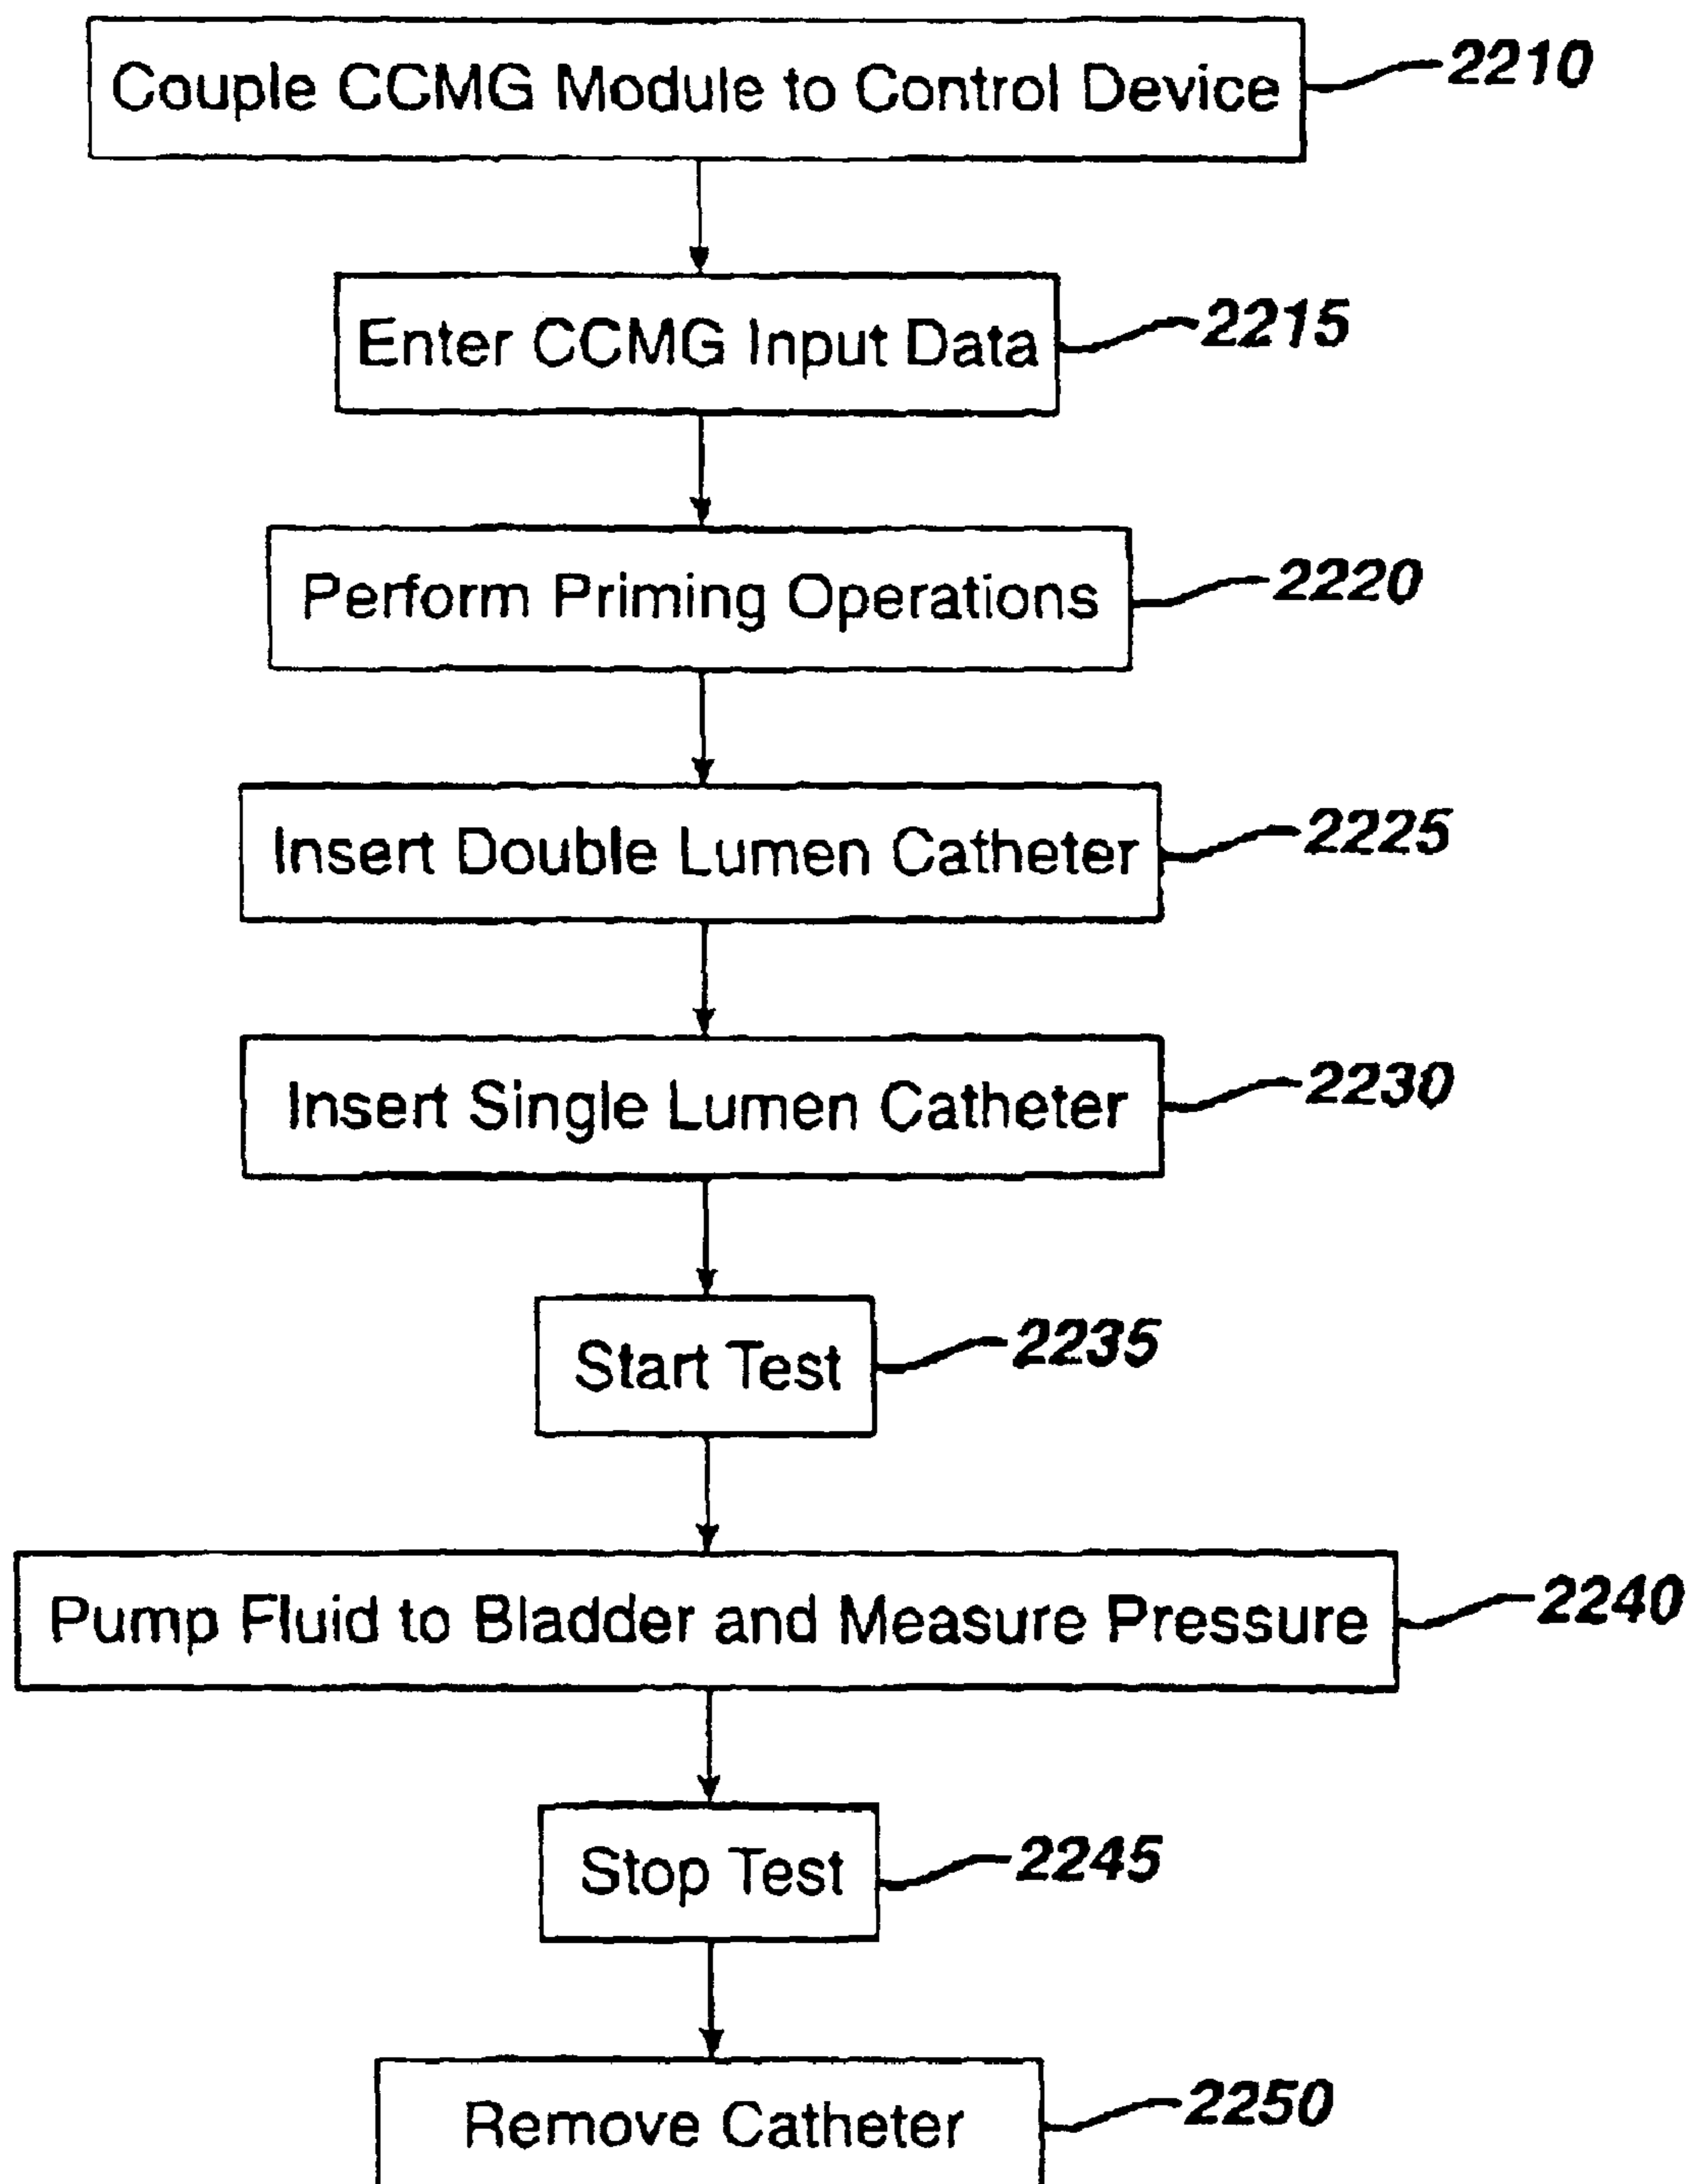 Couple CCMG Module to Control Device 2210
Enter CCMG Input Data 2215
Perform Priming Operations 2220
Insert Double Lumen Catheter 2225
Insert Single Lumen Catheter 2230
Start Test 2235
Pump Fluid to Bladder and Measure Pressure 2240
Stop Test 2245
Remove Catheter 2250